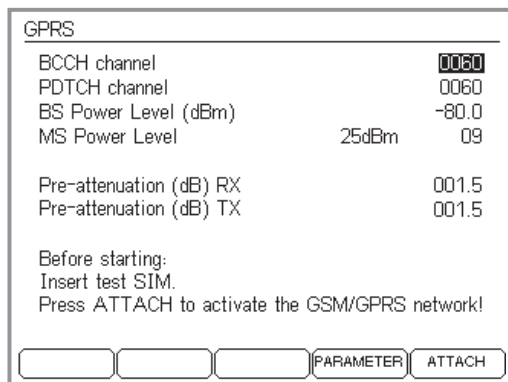 GPRS
BCCH channel 0060
PDTCH channel 0060
BS Power Level (dBm) -80.0
MS Power Level 25dBm 09
Pre-attenuation (dB) RX 001.5
Pre-attenuation (dB) TX 001.5
Before starting:
Insert test SIM.
Press ATTACH to activate the GSM/GPRS network!
PARAMETER ATTACH